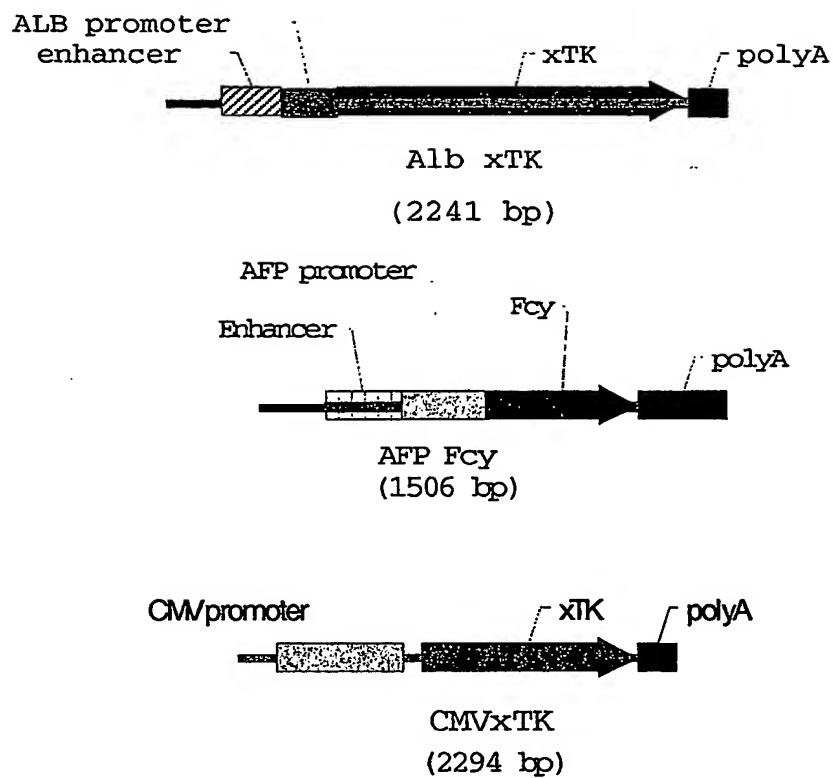 ALB promoter
enhancer
xTK
polyA
Alb xTK
(2241 bp)
AFP promoter
Enhancer
Fcy
polyA
AFP Fcy
(1506 bp)
CMVpromoter
xTK
polyA
CMVxTK
(2294 bp)